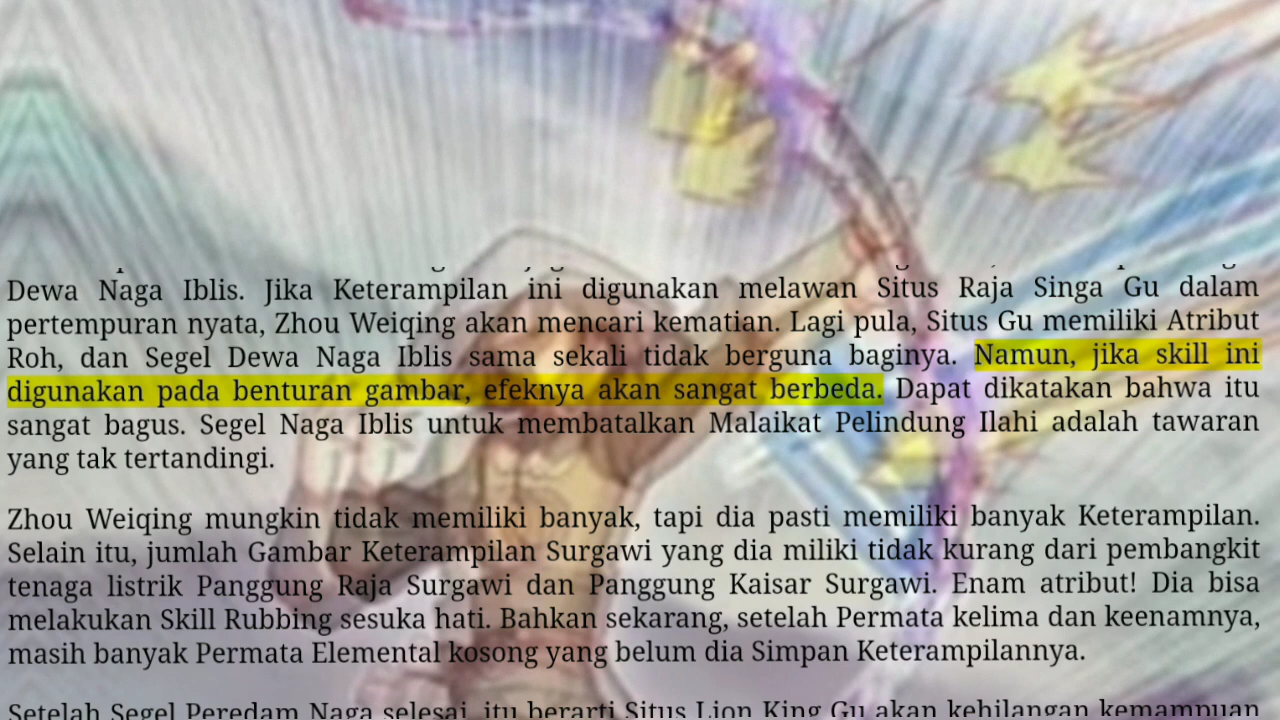 Dewa Naga Iblis. Jika Keterampilan ini digunakan melawan Situs Raja Singa Gu dalam
pertempuran nyata, Zhou Weiqing akan mencari kematian. Lagi pula, Situs Gu memiliki Atribut
Roh, dan Segel Dewa Naga Iblis sama sekali tidak berguna baginya. Namun, jika skill ini
digunakan pada benturan gambar, efeknya akan sangat berbeda. Dapat dikatakan bahwa itu
sangat bagus. Segel Naga Iblis untuk membatalkan Malaikat Pelindung Ilahi adalah tawaran
yang tak tertandingi.
Zhou Weiqing mungkin tidak memiliki banyak, tapi dia pasti memiliki banyak Keterampilan.
Selain itu, jumlah Gambar Keterampilan Surgawi yang dia miliki tidak kurang dari pembangkit
tenaga listrik Panggung Raja Surgawi dan Panggung Kaisar Surgawi. Enam atribut! Dia bisa
melakukan Skill Rubbing sesuka hati. Bahkan sekarang, setelah Permata kelima dan keenamnya,
masih banyak Permata Elemental kosong yang belum dia Simpan Keterampilannya.
Setelah Segel Peredam Naga selesai, itu berarti Situs Lion King Gu akan kehilangan kemampuan